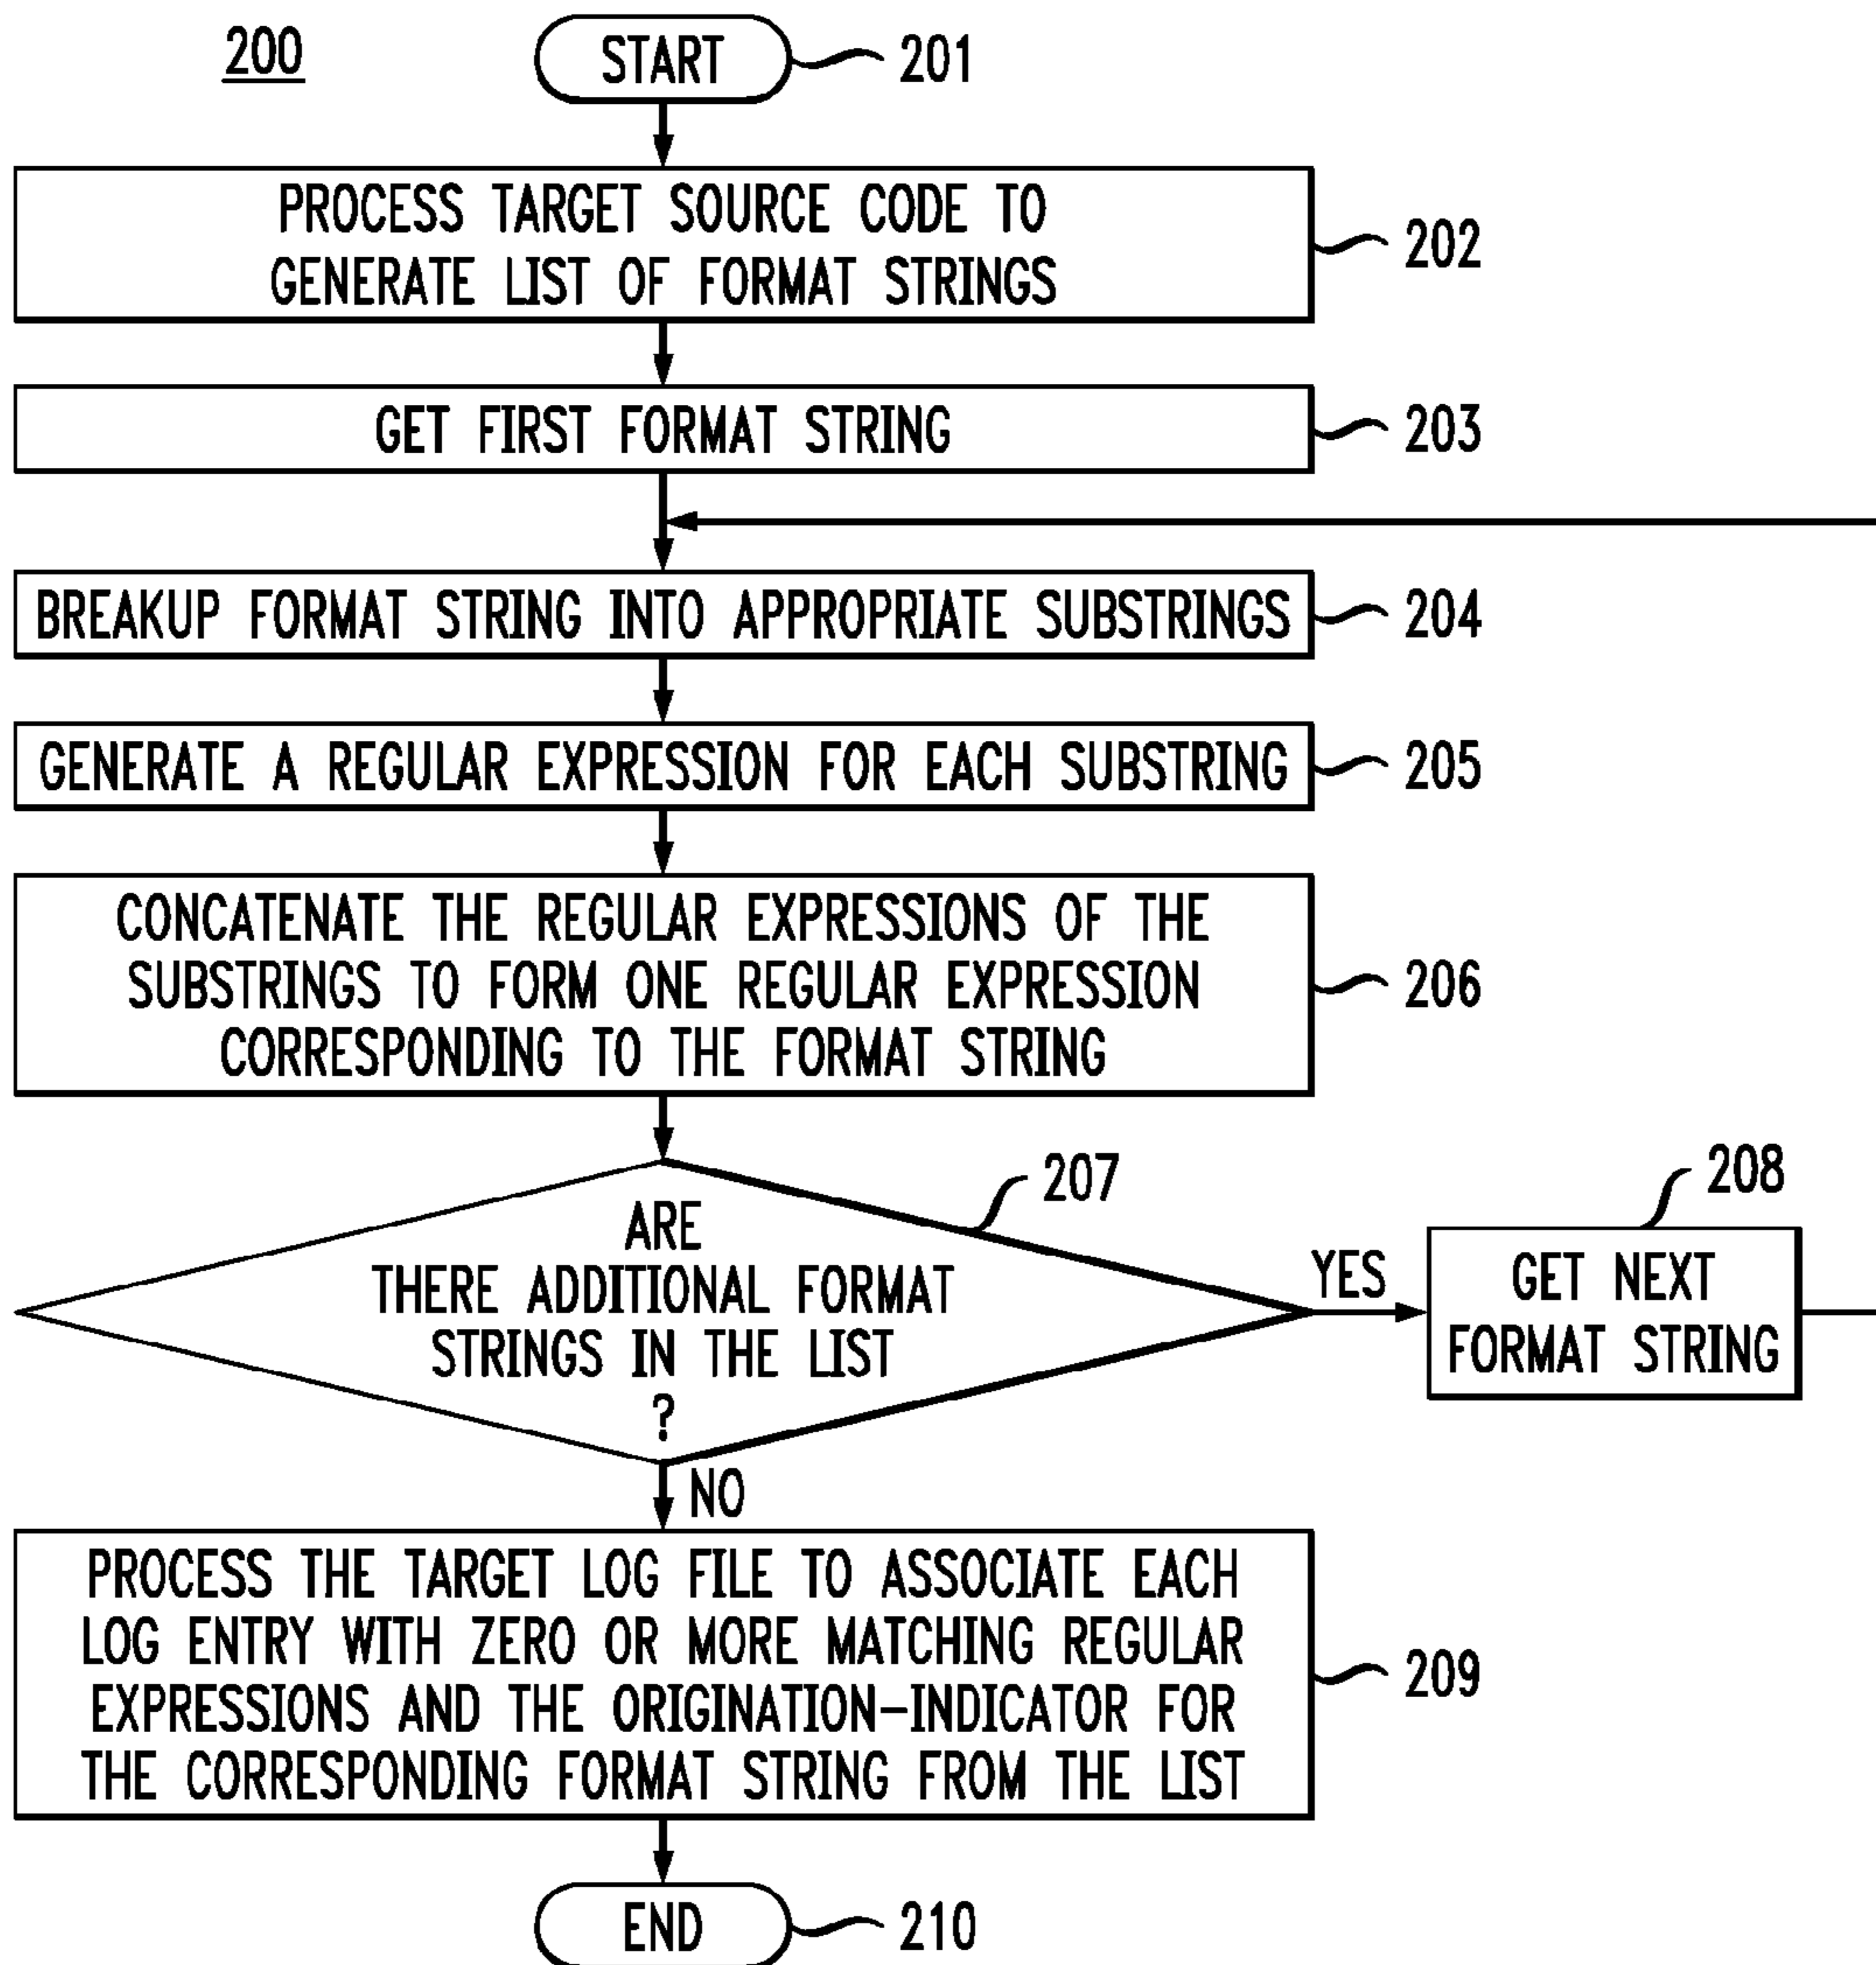 200
START
201
PROCESS TARGET SOURCE CODE TO
GENERATE LIST OF FORMAT STRINGS
202
GET FIRST FORMAT STRING
203
BREAKUP FORMAT STRING INTO APPROPRIATE SUBSTRINGS
204
GENERATE A REGULAR EXPRESSION FOR EACH SUBSTRING
205
CONCATENATE THE REGULAR EXPRESSIONS OF THE
SUBSTRINGS TO FORM ONE REGULAR EXPRESSION
CORRESPONDING TO THE FORMAT STRING
206
ARE
THERE ADDITIONAL FORMAT
STRINGS IN THE LIST
?
207
YES
208
GET NEXT
FORMAT STRING
NO
PROCESS THE TARGET LOG FILE TO ASSOCIATE EACH
LOG ENTRY WITH ZERO OR MORE MATCHING REGULAR
EXPRESSIONS AND THE ORIGINATION-INDICATOR FOR
THE CORRESPONDING FORMAT STRING FROM THE LIST
209
END
210